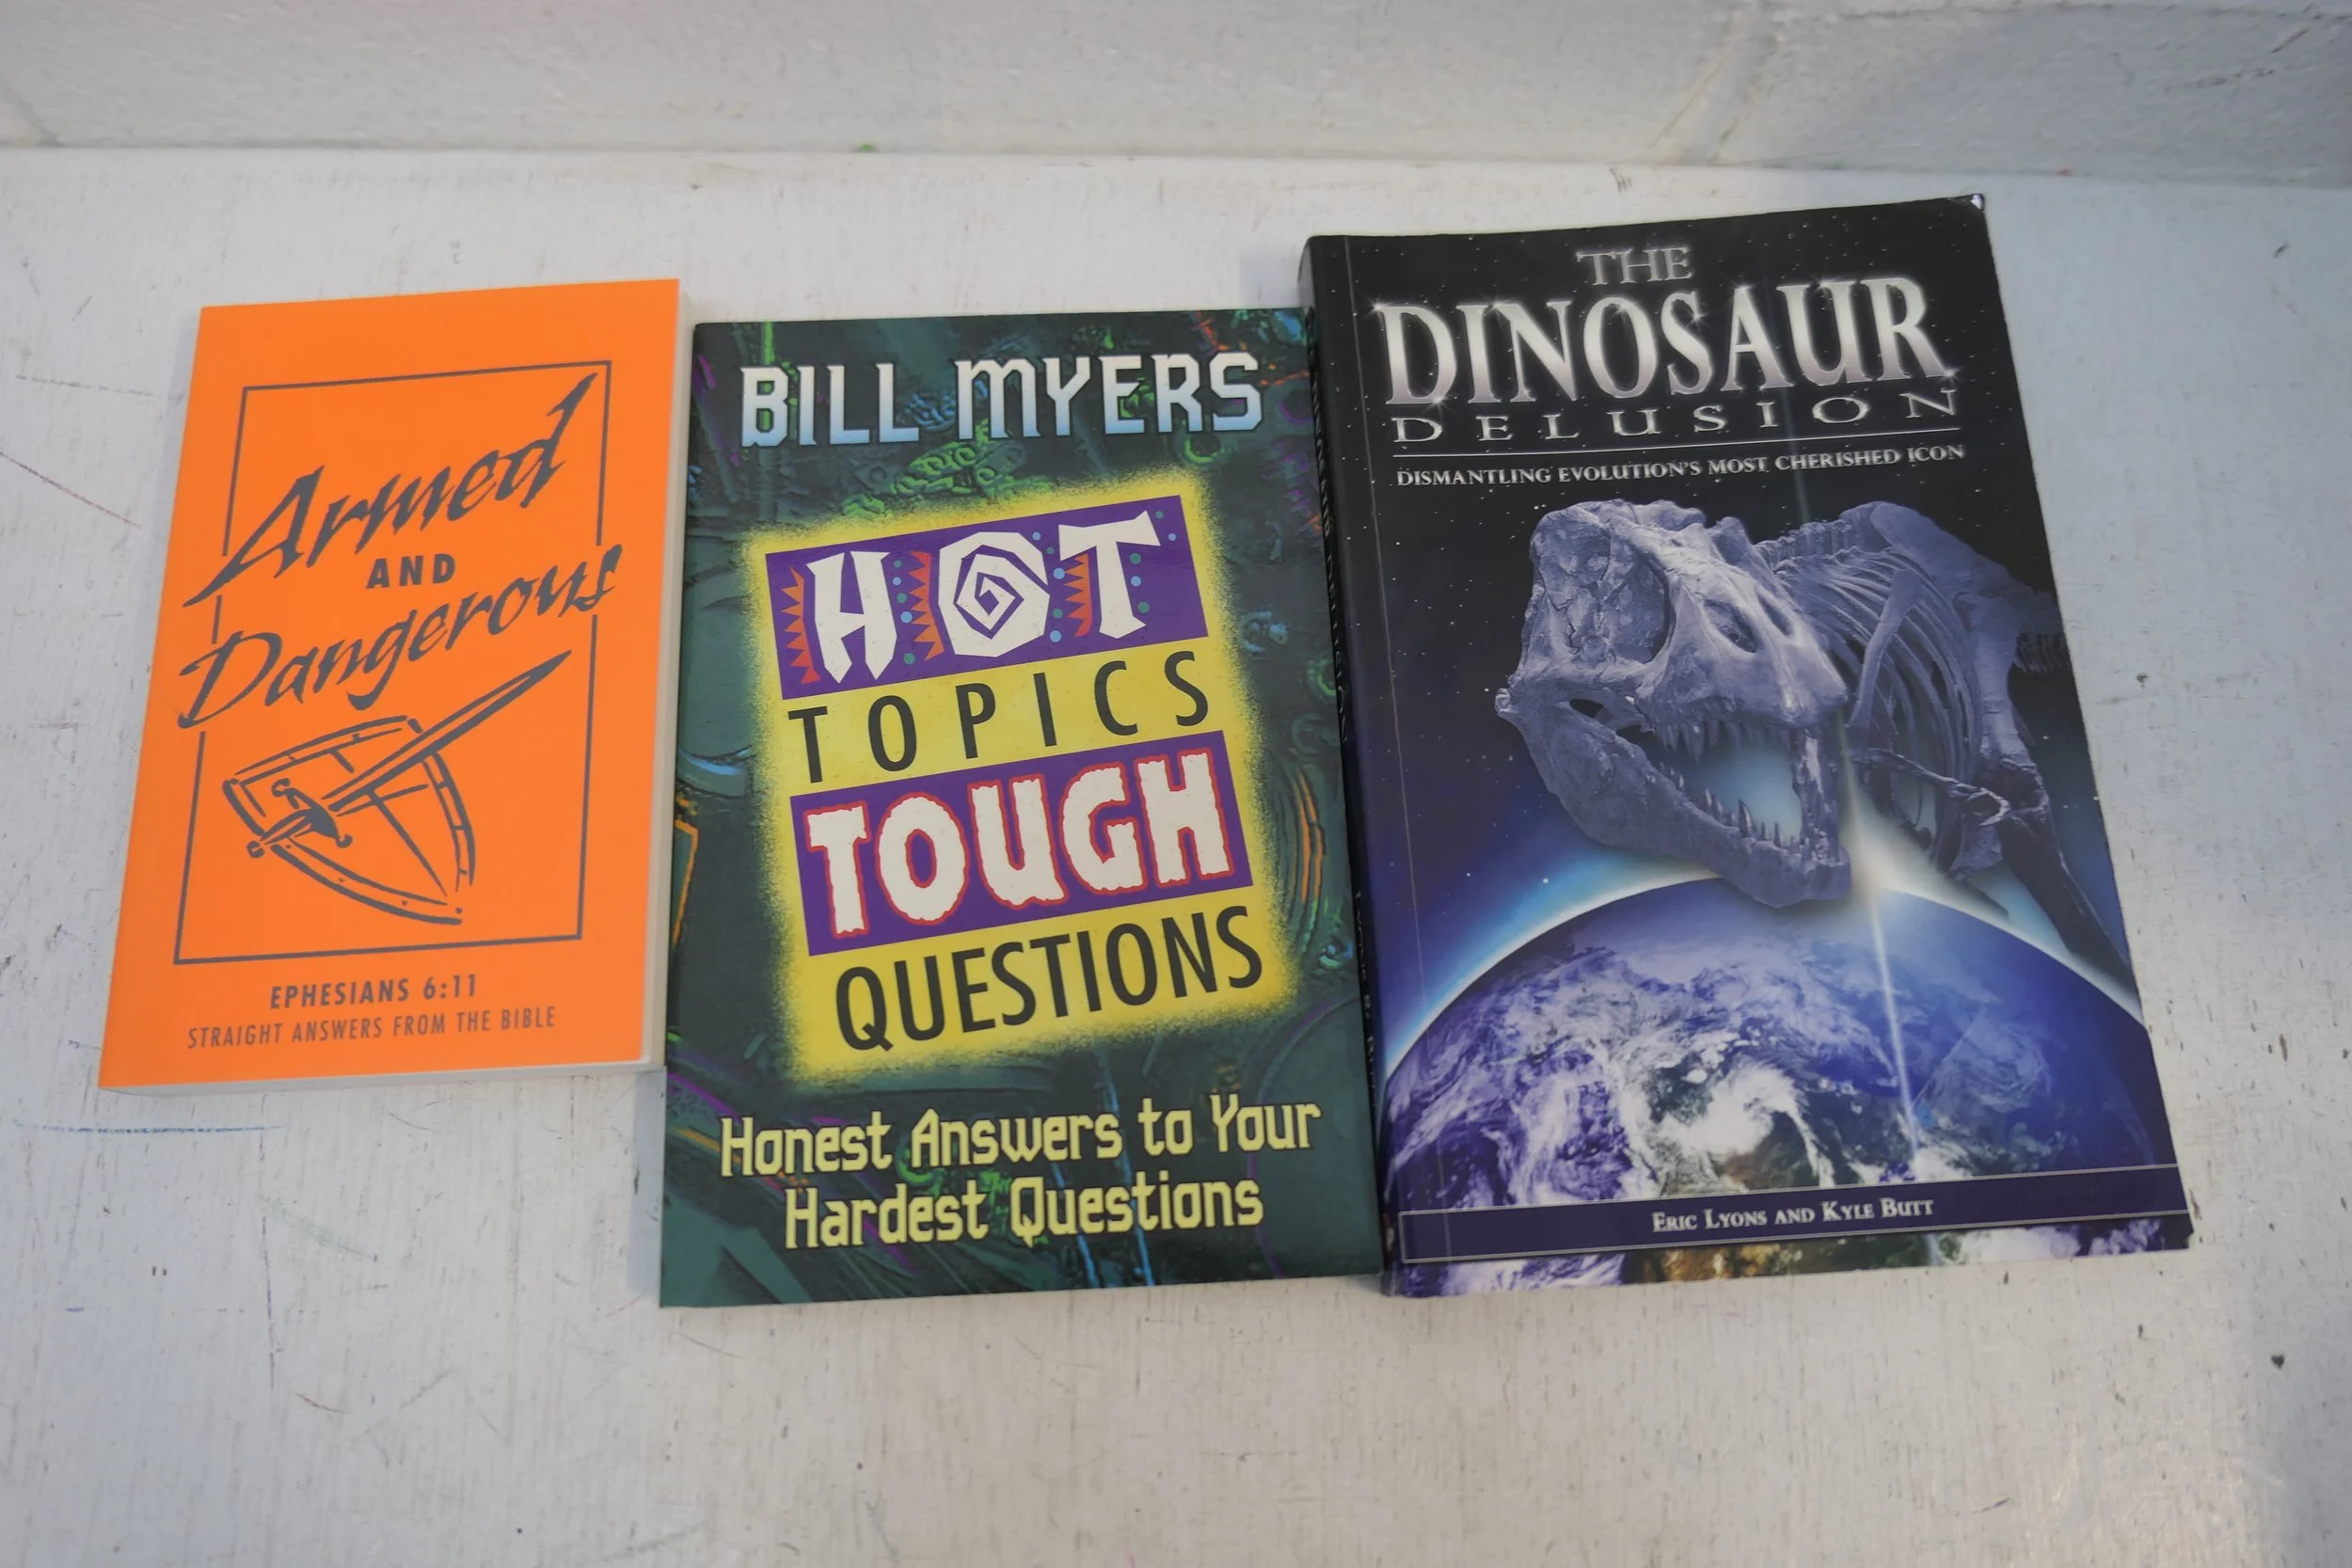 Armed
AND
Dangerous
EPHESIANS 6:11
STRAIGHT ANSWERS FROM THE BIBLE
BILL MYERS
HOT
TOPICS
TOUGH
QUESTIONS
Honest Answers to Your
Hardest Questions
THE
DINOSAUR
DELUSION
DISMANTLING EVOLUTION'S MOST CHERISHED ICON
ERIC LYONS AND KYLE BUTT